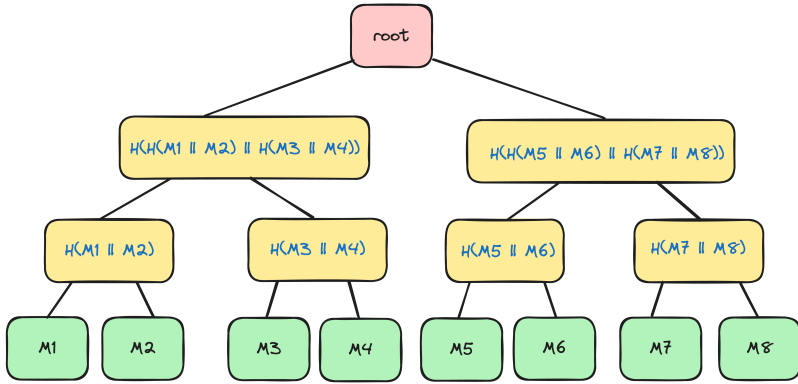 root
H(H(M1 || M2) || H(M3 || M4))
H(H(M5 || M6) || H(M7 || M8))
H(M1 || M2)
H(M3 || M4)
H(M5 || M6)
H(M7 || M8)
M1
M2
M3
M4
M5
M6
M7
M8